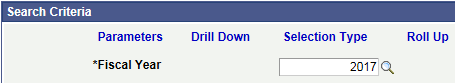 Search Criteria
Parameters Drill Down Selection Type Roll Up
*Fiscal Year 2017